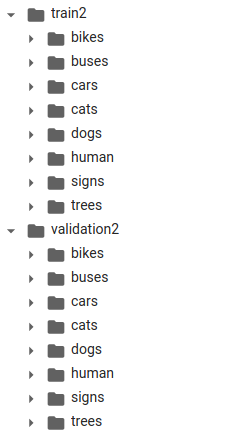 train2
bikes
buses
cars
cats
dogs
human
signs
trees
validation2
bikes
buses
cars
cats
dogs
human
signs
trees